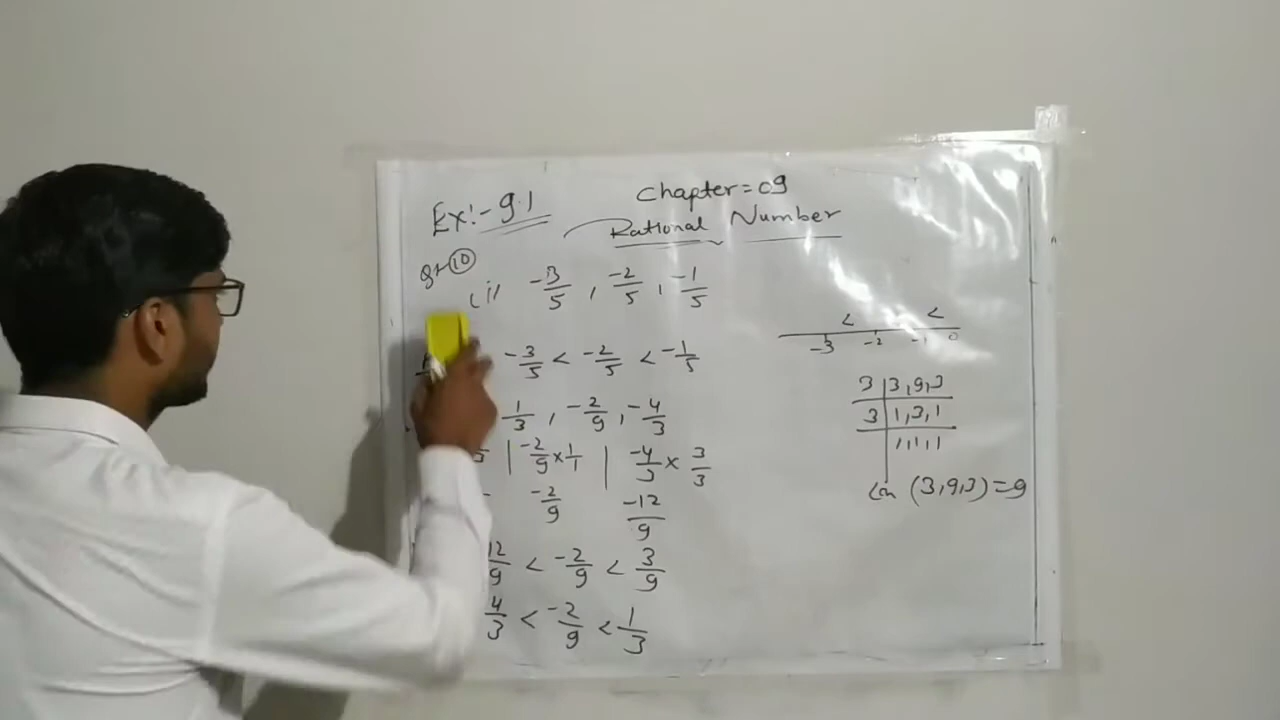 Ex:- 9.1
Chapter = 09
Rational Number
Qr (10)
(i) -3/5 , -2/5 , -1/5
-3/5 < -2/5 < -1/5
1/3 , -2/9 , -4/3
-2/9 × 1/1 | -4/3 × 3/3
-2/9 -12/9
12/9 < -2/9 < 3/9
4/3 < -2/9 < 1/3
< <
-3 -2 -1 0
3 | 3,9,3
3 | 1,3,1
1,1,1
(3,9,3) = 9